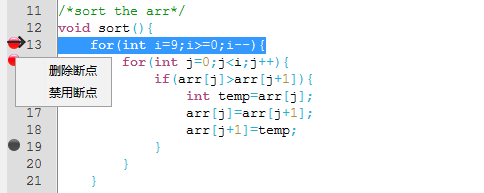 11 /*sort the arr*/
12 void sort(){
13 for(int i=9;i>=0;i--){
for(int j=0;j<i;j++){
删除断点
if(arr[j]>arr[j+1]){
禁用断点
int temp=arr[j];
17 arr[j]=arr[j+1];
18 arr[j+1]=temp;
19 }
20 }
21 }